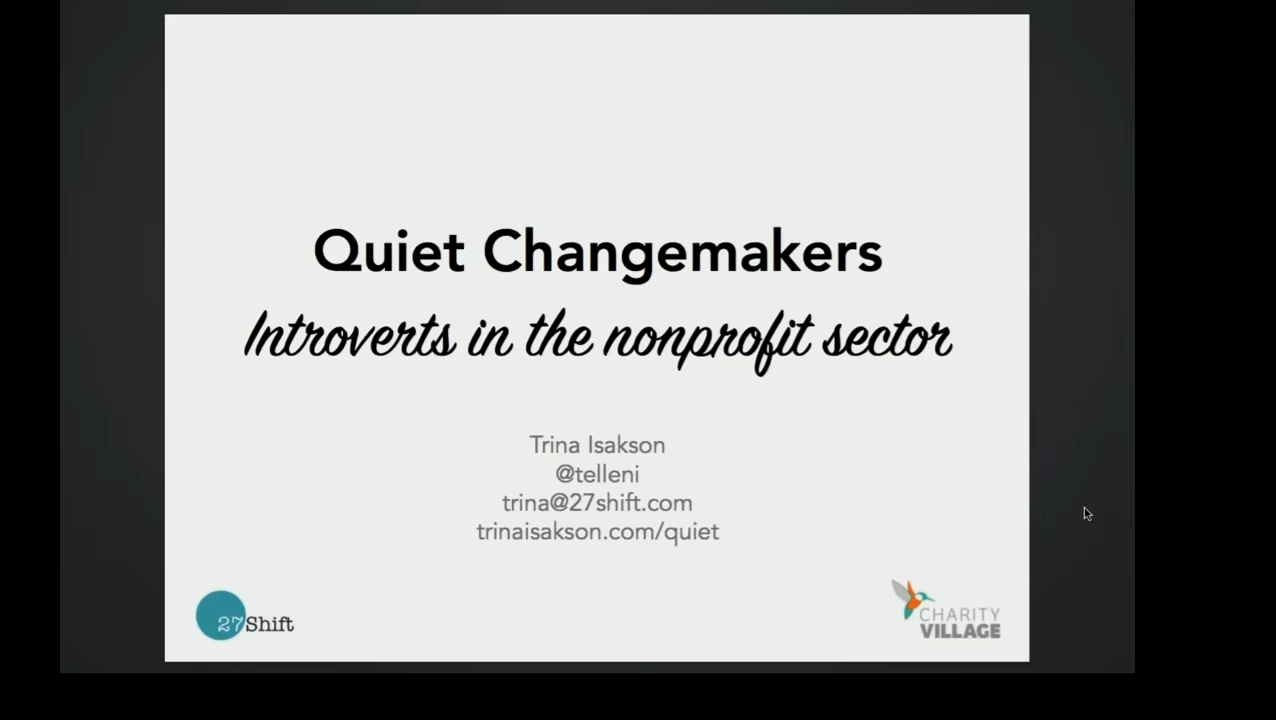 Quiet Changemakers
Introverts in the nonprofit sector
Trina Isakson
@telleni
trina@27shift.com
trinaisakson.com/quiet
27Shift
CHARITY
VILLAGE